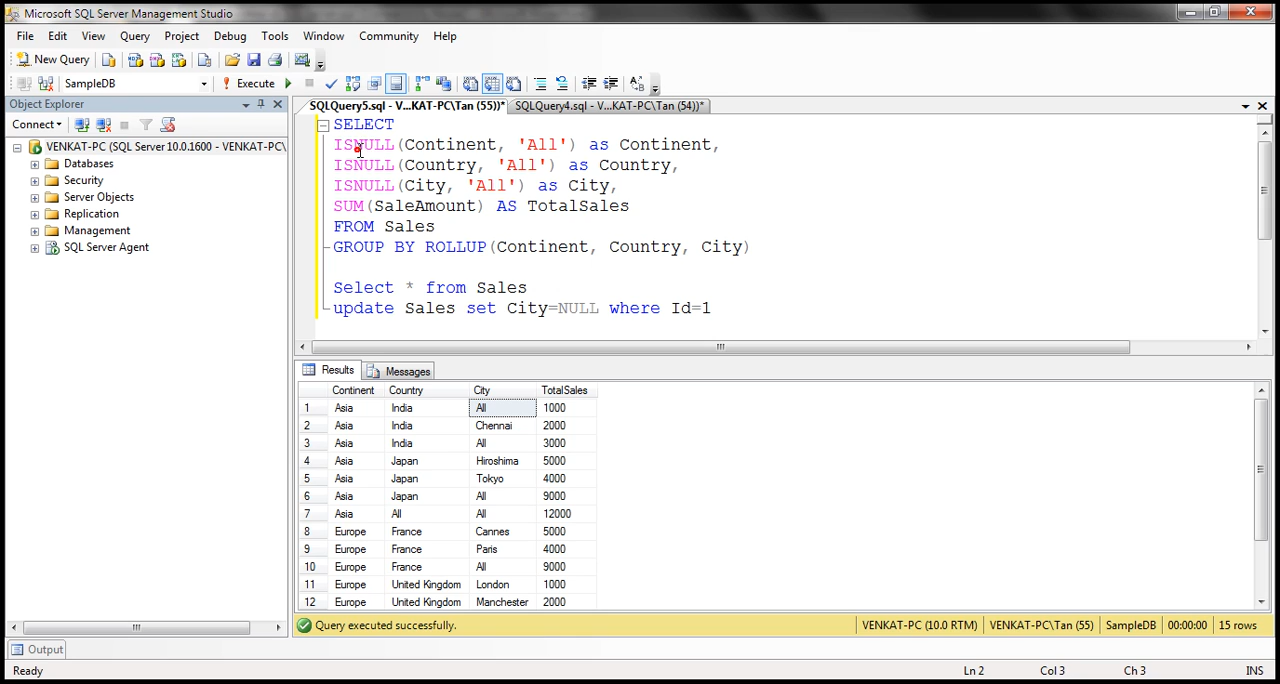 Microsoft SQL Server Management Studio
File Edit View Query Project Debug Tools Window Community Help
New Query
SampleDB Execute
Object Explorer
SQLQuery5.sql - V...KAT-PC\Tan (55))* SQLQuery4.sql - V...KAT-PC\Tan (54))*
Connect
VENKAT-PC (SQL Server 10.0.1600 - VENKAT-PC\
Databases
Security
Server Objects
Replication
Management
SQL Server Agent
SELECT
ISNULL(Continent, 'All') as Continent,
ISNULL(Country, 'All') as Country,
ISNULL(City, 'All') as City,
SUM(SaleAmount) AS TotalSales
FROM Sales
GROUP BY ROLLUP(Continent, Country, City)
Select * from Sales
update Sales set City=NULL where Id=1
Results Messages
Continent Country City TotalSales
1 Asia India All 1000
2 Asia India Chennai 2000
3 Asia India All 3000
4 Asia Japan Hiroshima 5000
5 Asia Japan Tokyo 4000
6 Asia Japan All 9000
7 Asia All All 12000
8 Europe France Cannes 5000
9 Europe France Paris 4000
10 Europe France All 9000
11 Europe United Kingdom London 1000
12 Europe United Kingdom Manchester 2000
Query executed successfully. VENKAT-PC (10.0 RTM) VENKAT-PC\Tan (55) SampleDB 00:00:00 15 rows
Output
Ready Ln 2 Col 3 Ch 3 INS